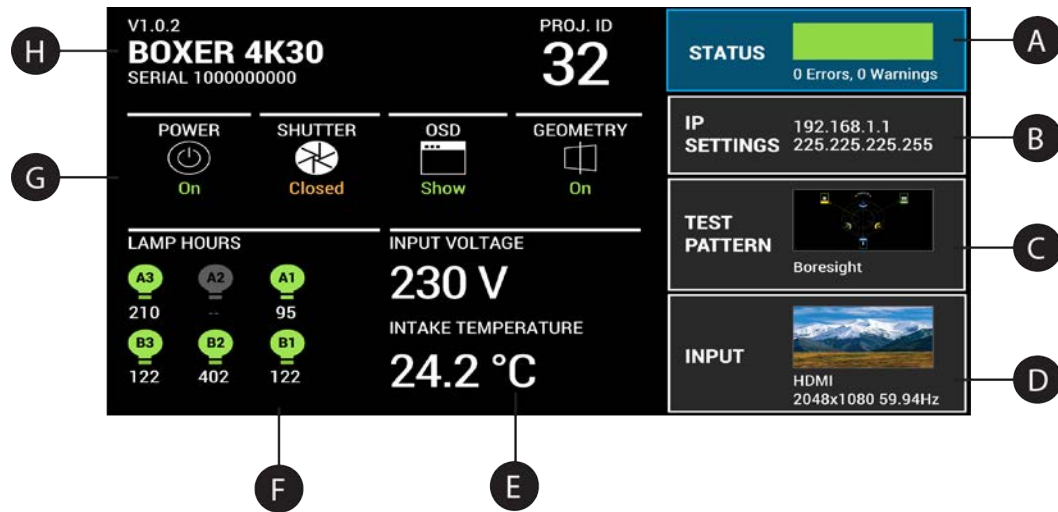 V1.0.2
BOXER 4K30
SERIAL 1000000000
PROJ. ID
32
POWER
On
SHUTTER
Closed
OSD
Show
GEOMETRY
On
LAMP HOURS
A3 A2 A1
210 -- 95
B3 B2 B1
122 402 122
INPUT VOLTAGE
230 V
INTAKE TEMPERATURE
24.2 °C
STATUS
0 Errors, 0 Warnings
IP
SETTINGS
192.168.1.1
225.225.225.255
TEST
PATTERN
Boresight
INPUT
HDMI
2048x1080 59.94Hz
A
B
C
D
E
F
G
H